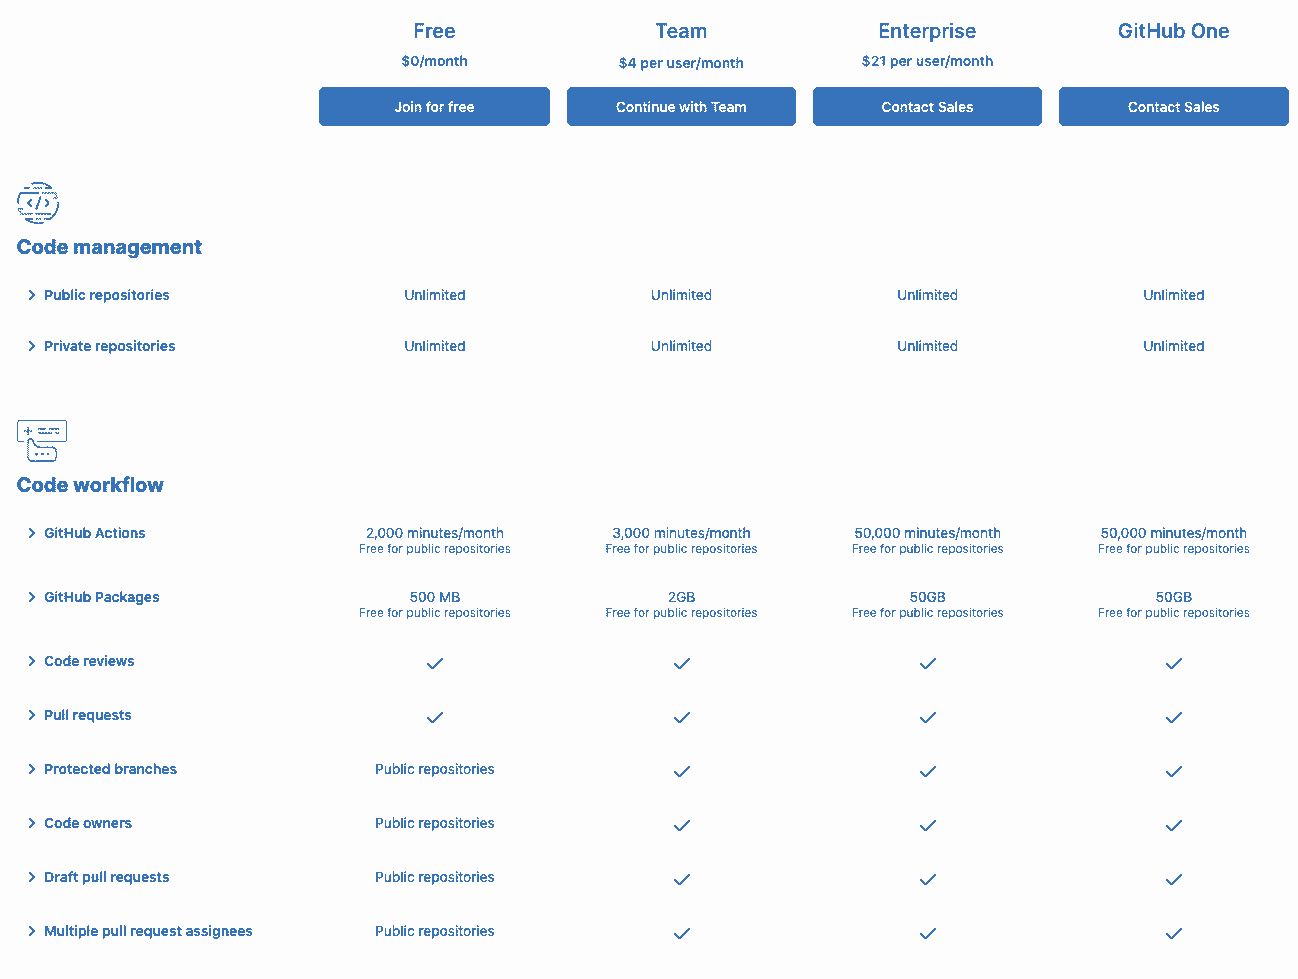 Free Team Enterprise GitHub One
$0/month $4 per user/month $21 per user/month
Join for free Continue with Team Contact Sales Contact Sales
Code management
Public repositories Unlimited Unlimited Unlimited Unlimited
Private repositories Unlimited Unlimited Unlimited Unlimited
Code workflow
GitHub Actions 2,000 minutes/month 3,000 minutes/month 50,000 minutes/month 50,000 minutes/month
Free for public repositories Free for public repositories Free for public repositories Free for public repositories
GitHub Packages 500 MB 2GB 50GB 50GB
Free for public repositories Free for public repositories Free for public repositories Free for public repositories
Code reviews
Pull requests
Protected branches Public repositories
Code owners Public repositories
Draft pull requests Public repositories
Multiple pull request assignees Public repositories